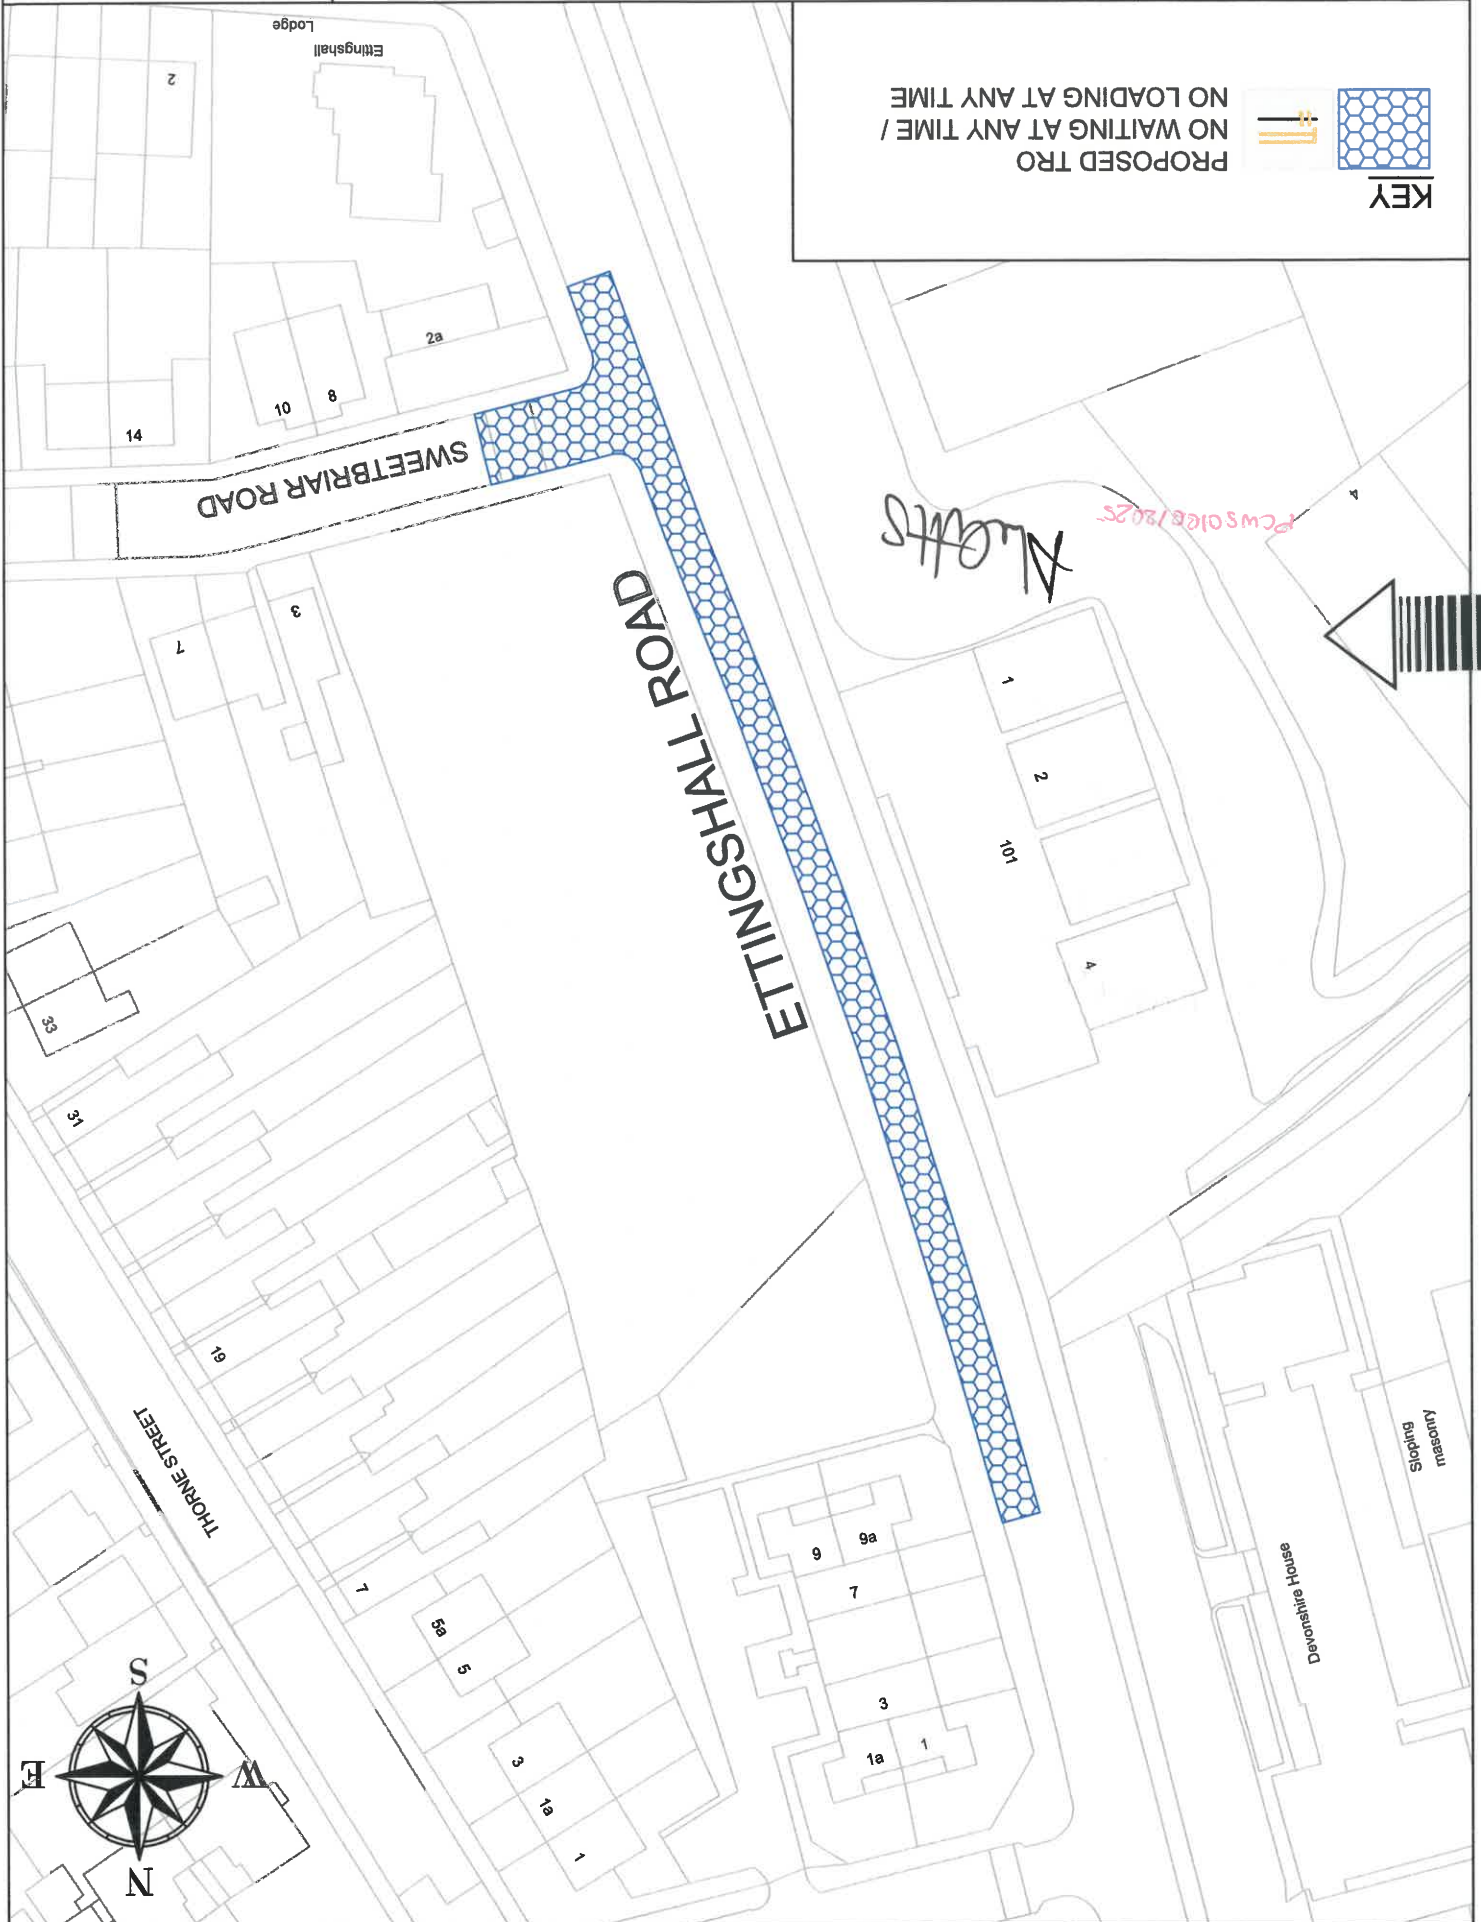 Ettingshall
Lodge
2
KEY
PROPOSED TRO
NO WAITING AT ANY TIME /
NO LOADING AT ANY TIME
2a
8
10
14
SWEETBRIAR ROAD
ETTINGSHALL ROAD
3
7
4
1
2
101
4
33
31
19
THORNE STREET
7
5a
5
3
1a
1
9
9a
7
3
1a
1
Sloping
masonry
Devonshire House
S
E
W
N